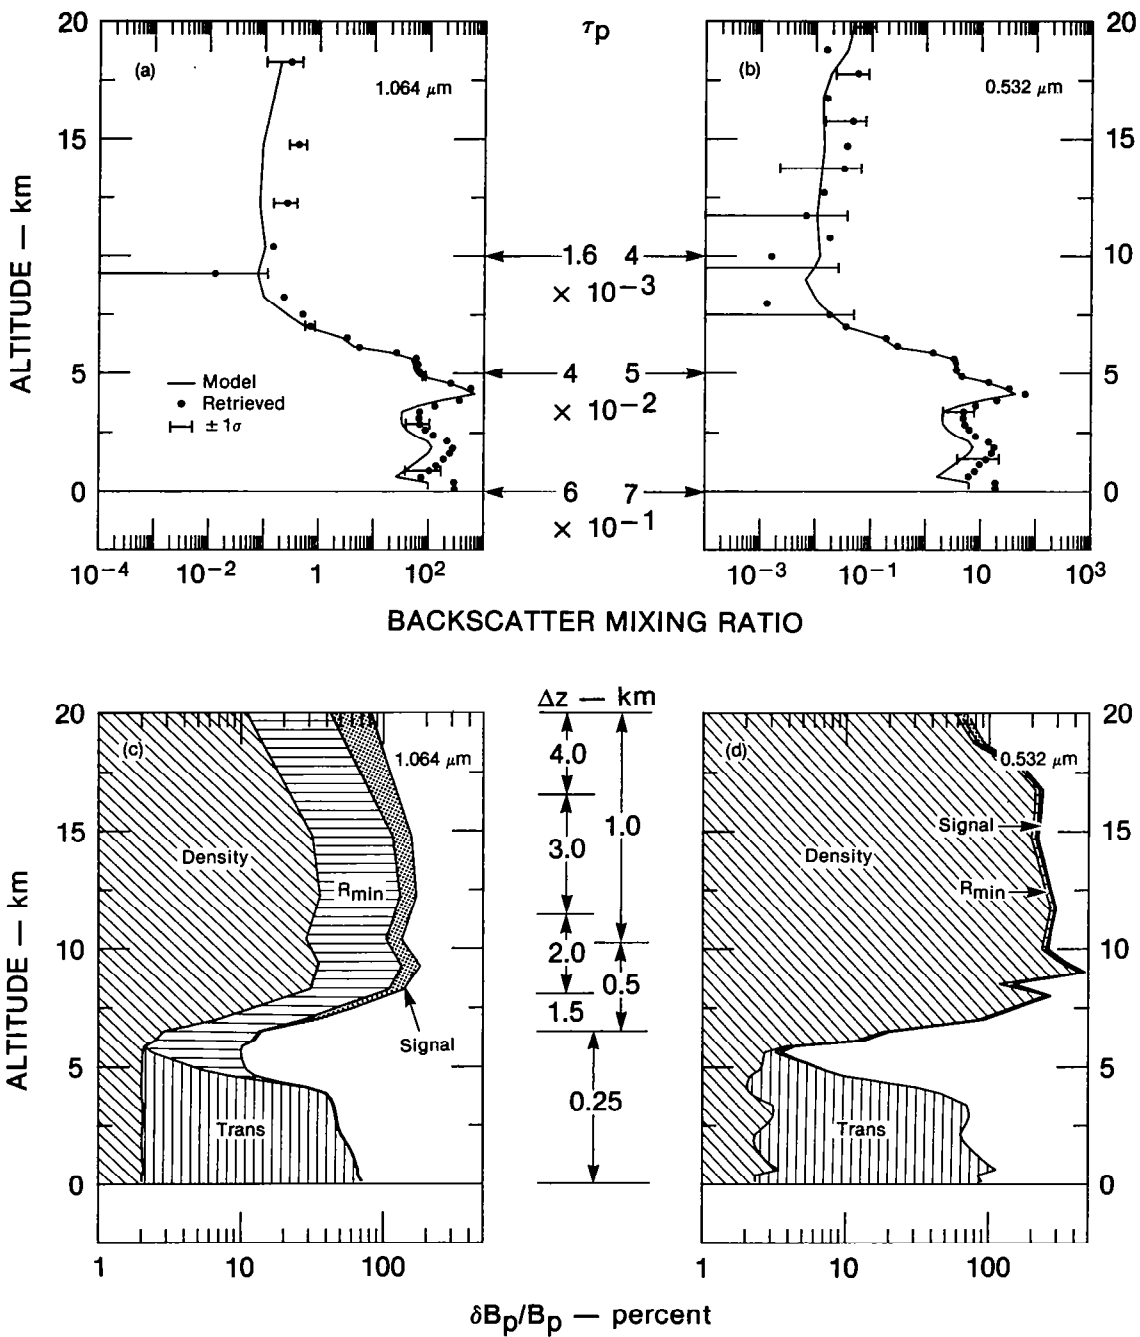 τp
20
(a)
1.064 μm
15
10
5
0
— Model
• Retrieved
± 1σ
ALTITUDE — km
10⁻⁴ 10⁻² 1 10²
1.6 4
× 10⁻³
4 5
× 10⁻²
6 7
× 10⁻¹
(b)
0.532 μm
20
15
10
5
0
10⁻³ 10⁻¹ 10 10³
BACKSCATTER MIXING RATIO
Δz — km
20
(c)
1.064 μm
15
10
5
0
Density
Rmin
Signal
Trans
ALTITUDE — km
1 10 100
4.0
3.0
1.0
2.0
0.5
1.5
0.25
(d)
0.532 μm
Signal
Density
Rmin
Trans
20
15
10
5
0
1 10 100
δBp/Bp — percent